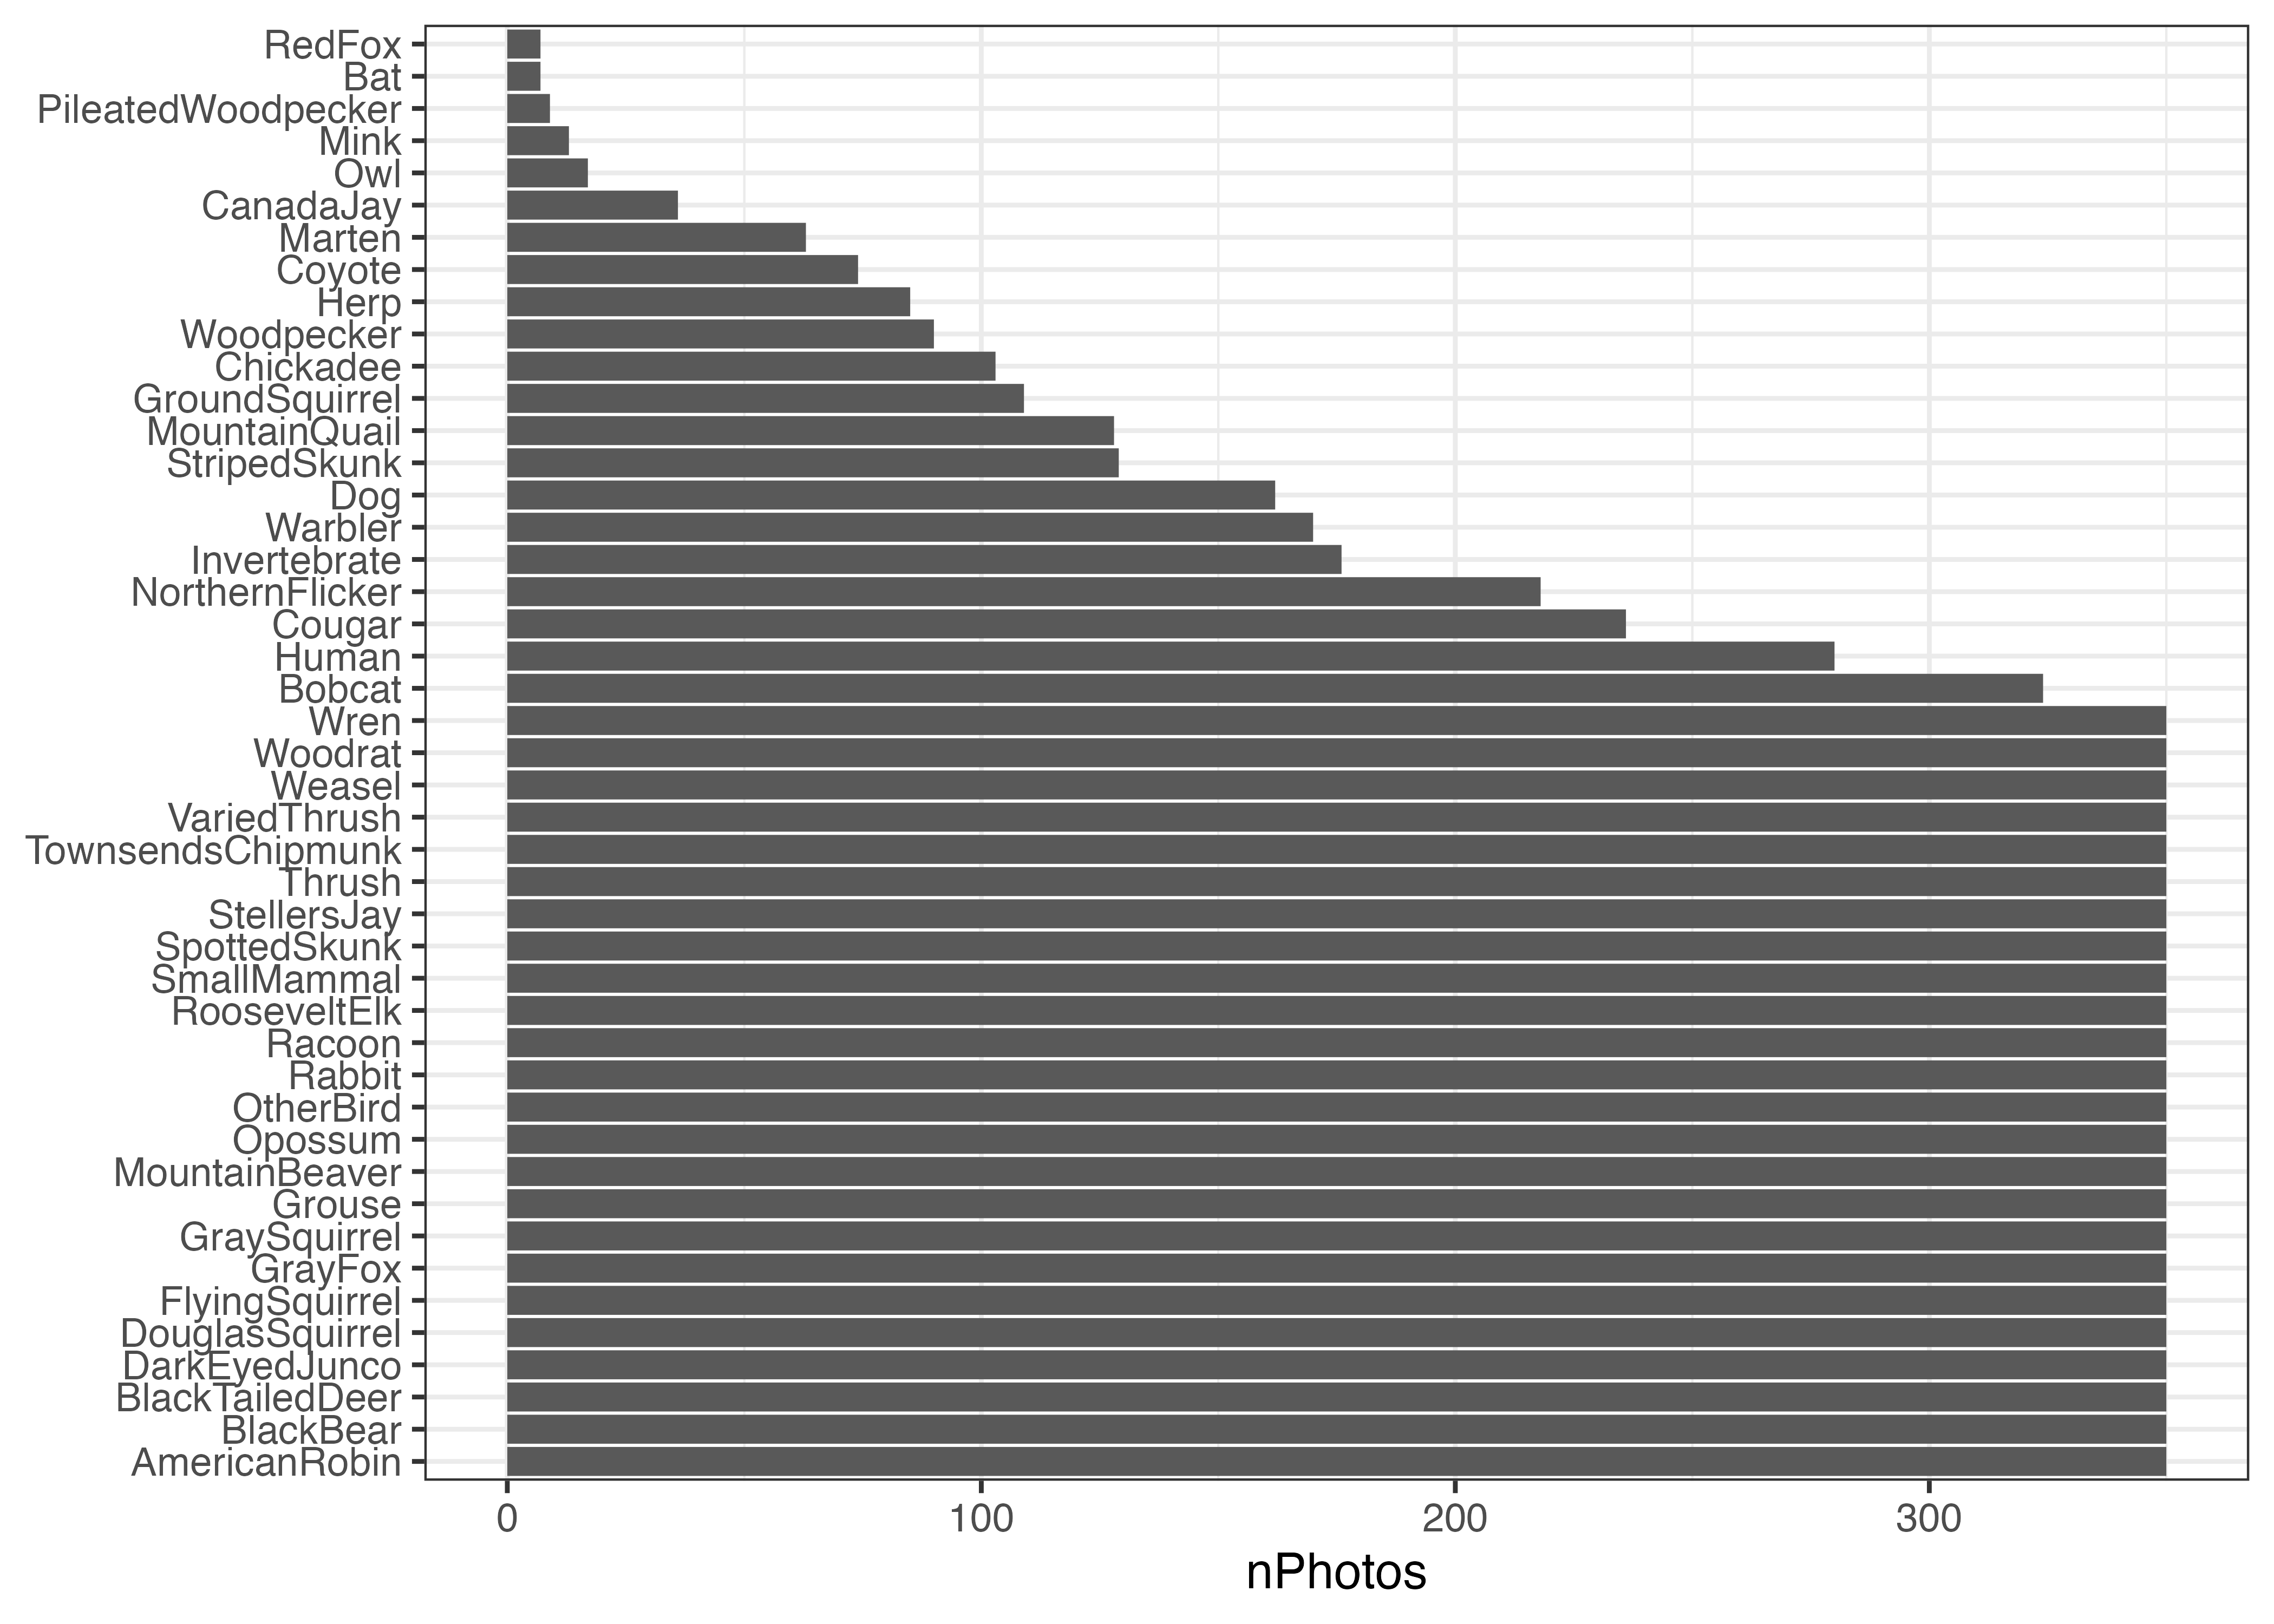 RedFox
Bat
PileatedWoodpecker
Mink
Owl
CanadaJay
Marten
Coyote
Herp
Woodpecker
Chickadee
GroundSquirrel
MountainQuail
StripedSkunk
Dog
Warbler
Invertebrate
NorthernFlicker
Cougar
Human
Bobcat
Wren
Woodrat
Weasel
VariedThrush
TownsendsChipmunk
Thrush
StellersJay
SpottedSkunk
SmallMammal
RooseveltElk
Racoon
Rabbit
OtherBird
Opossum
MountainBeaver
Grouse
GraySquirrel
GrayFox
FlyingSquirrel
DouglasSquirrel
DarkEyedJunco
BlackTailedDeer
BlackBear
AmericanRobin
0 100 200 300
nPhotos